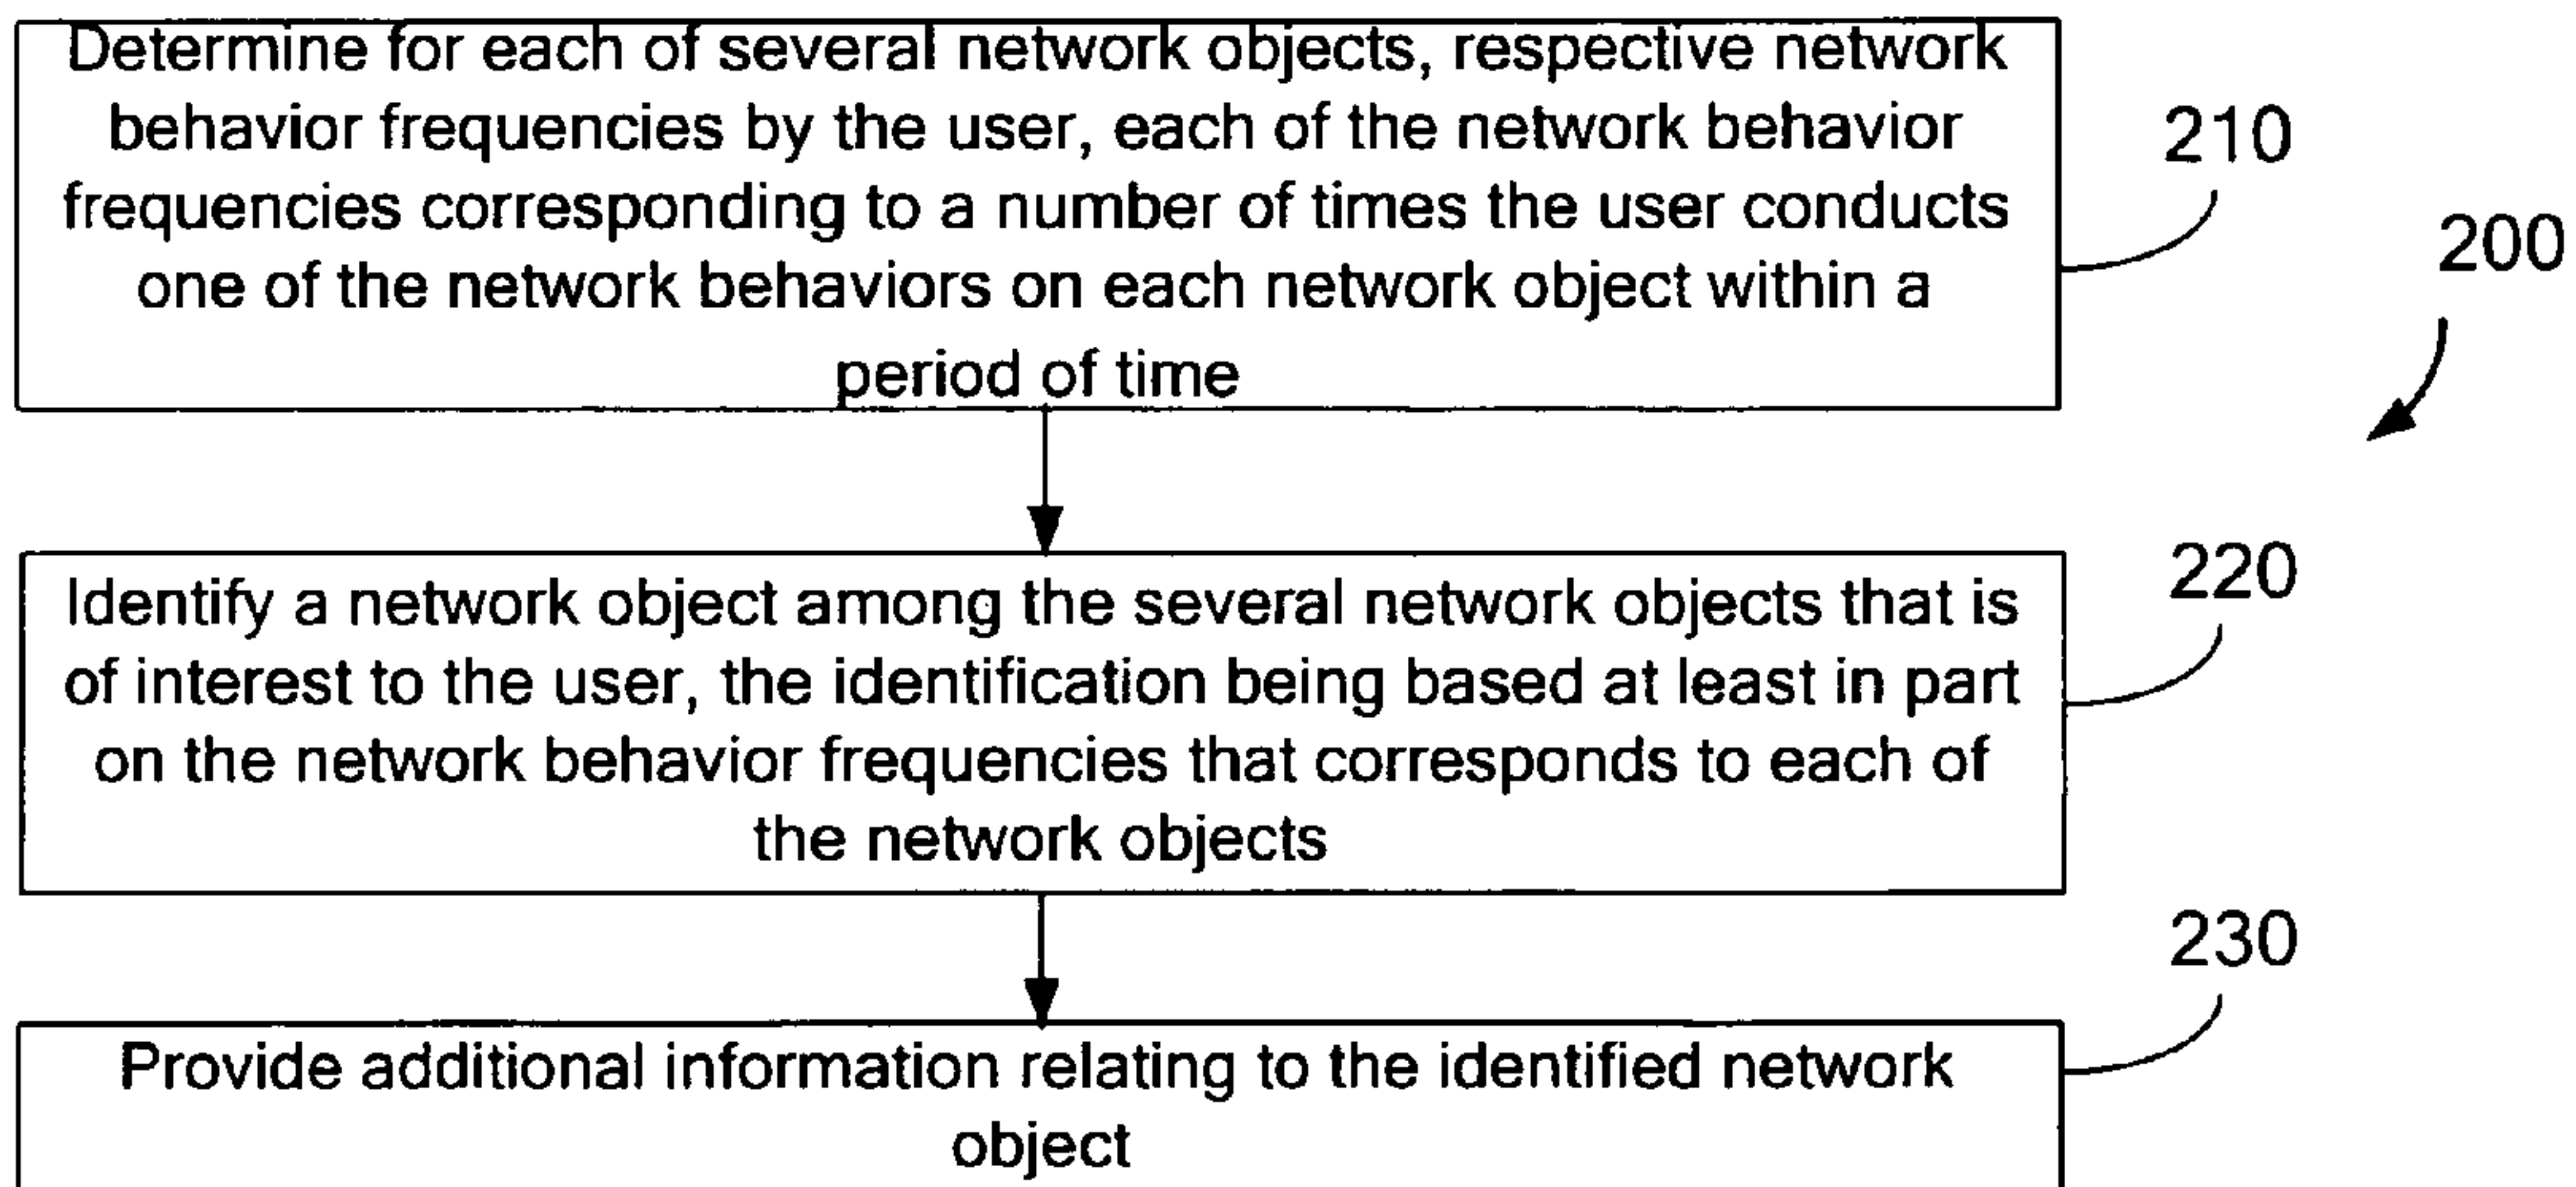 Determine for each of several network objects, respective network
behavior frequencies by the user, each of the network behavior
frequencies corresponding to a number of times the user conducts
one of the network behaviors on each network object within a
period of time
210
200
Identify a network object among the several network objects that is
of interest to the user, the identification being based at least in part
on the network behavior frequencies that corresponds to each of
the network objects
220
Provide additional information relating to the identified network
object
230